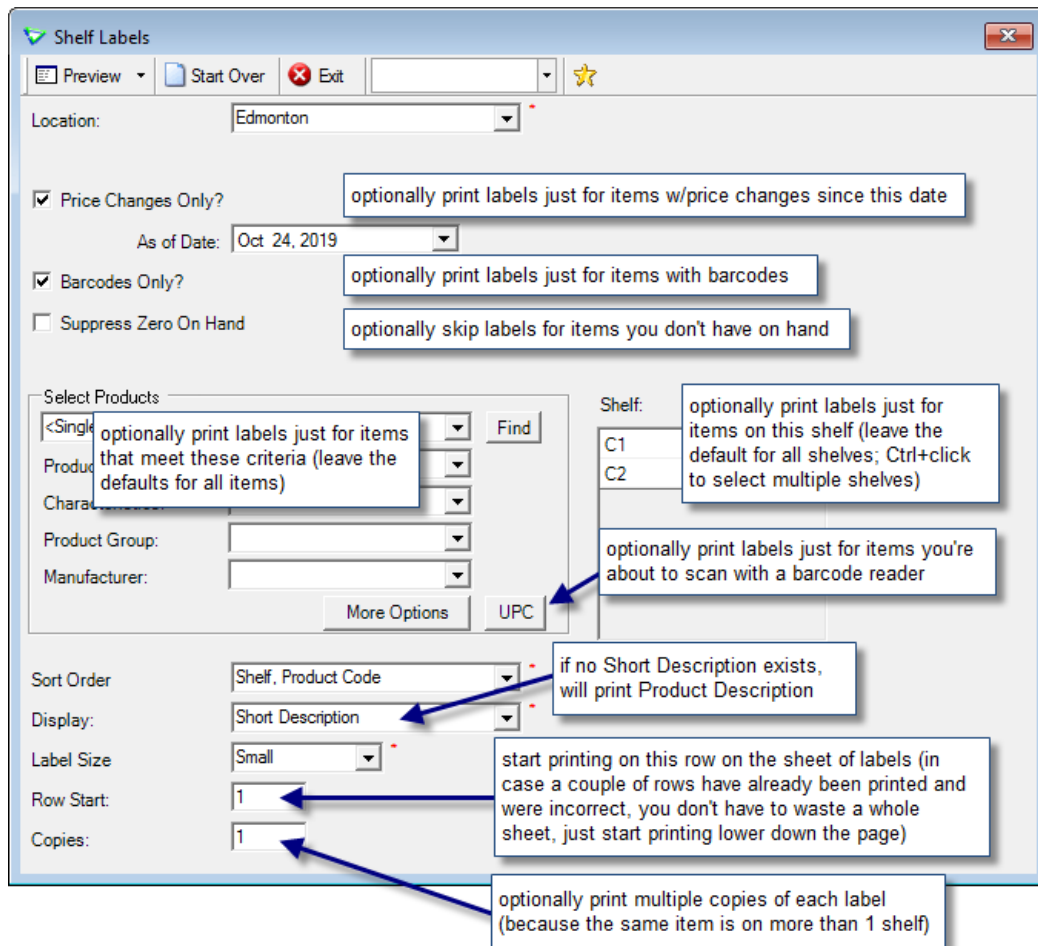 Shelf Labels
Preview Start Over Exit
Location: Edmonton *
Price Changes Only?
optionally print labels just for items w/price changes since this date
As of Date: Oct 24, 2019
Barcodes Only?
optionally print labels just for items with barcodes
Suppress Zero On Hand
optionally skip labels for items you don't have on hand
Select Products
<Single
Find
optionally print labels just for items
that meet these criteria (leave the
defaults for all items)
Product Group:
Manufacturer:
More Options UPC
Shelf:
C1
C2
optionally print labels just for
items on this shelf (leave the
default for all shelves; Ctrl+click
to select multiple shelves)
optionally print labels just for items you're
about to scan with a barcode reader
Sort Order Shelf, Product Code *
if no Short Description exists,
will print Product Description
Display: Short Description *
Label Size Small *
Row Start: 1
start printing on this row on the sheet of labels (in
case a couple of rows have already been printed and
were incorrect, you don't have to waste a whole
sheet, just start printing lower down the page)
Copies: 1
optionally print multiple copies of each label
(because the same item is on more than 1 shelf)